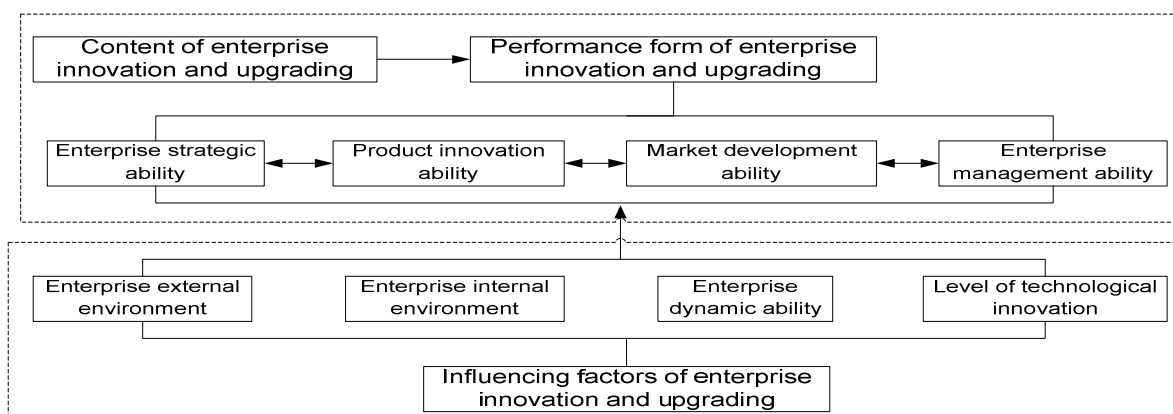 Content of enterprise
innovation and upgrading
Performance form of enterprise
innovation and upgrading
Enterprise strategic
ability
Product innovation
ability
Market development
ability
Enterprise
management ability
Enterprise external
environment
Enterprise internal
environment
Enterprise
dynamic ability
Level of technological
innovation
Influencing factors of enterprise
innovation and upgrading